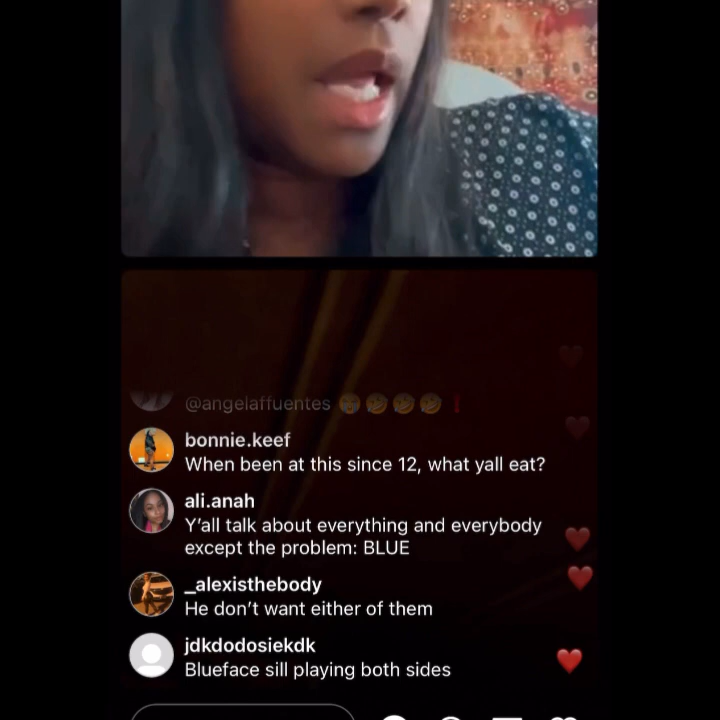 @angelaffuentes 😭🤣🤣🤣❗
bonnie.keef
When been at this since 12, what yall eat?
ali.anah
Y'all talk about everything and everybody
except the problem: BLUE
_alexisthebody
He don't want either of them
jdkdodosiekdk
Blueface sill playing both sides